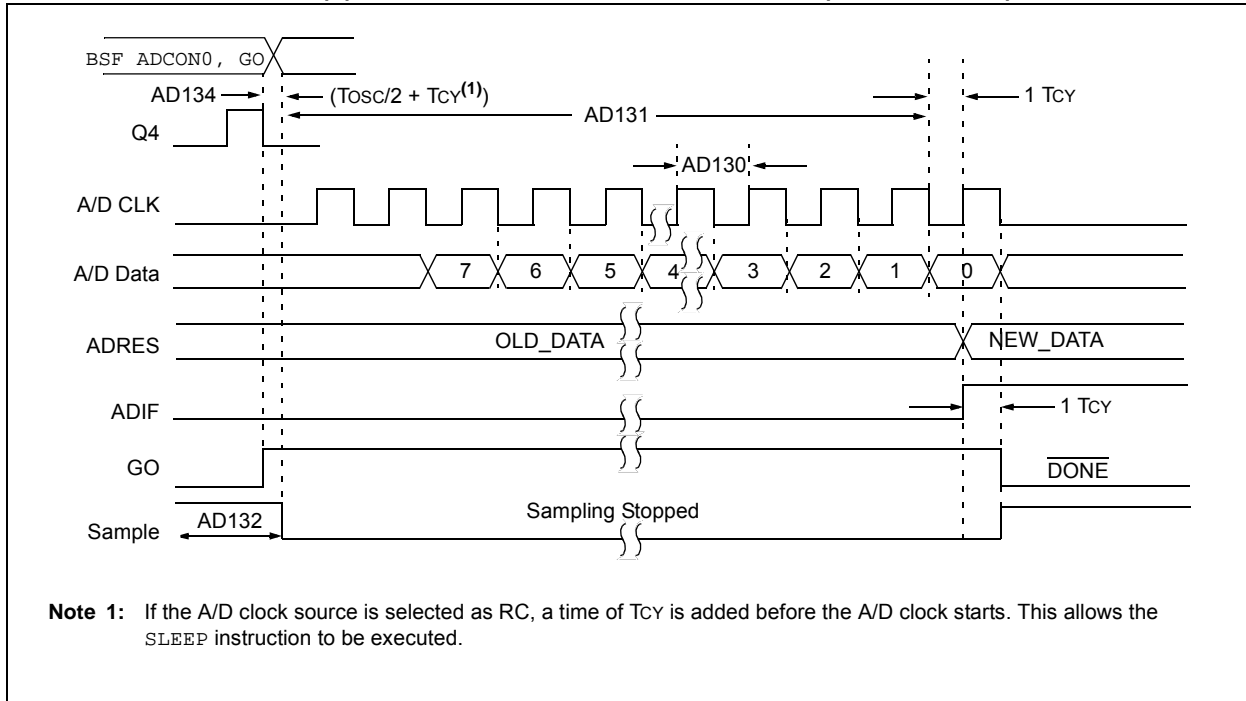 BSF ADCON0, GO
AD134
(TOSC/2 + TCY(1))
1 TCY
AD131
Q4
AD130
A/D CLK
A/D Data
7 6 5 4 3 2 1 0
ADRES
OLD_DATA
NEW_DATA
ADIF
1 TCY
GO
DONE
Sample
AD132
Sampling Stopped
Note 1: If the A/D clock source is selected as RC, a time of TCY is added before the A/D clock starts. This allows the
SLEEP instruction to be executed.